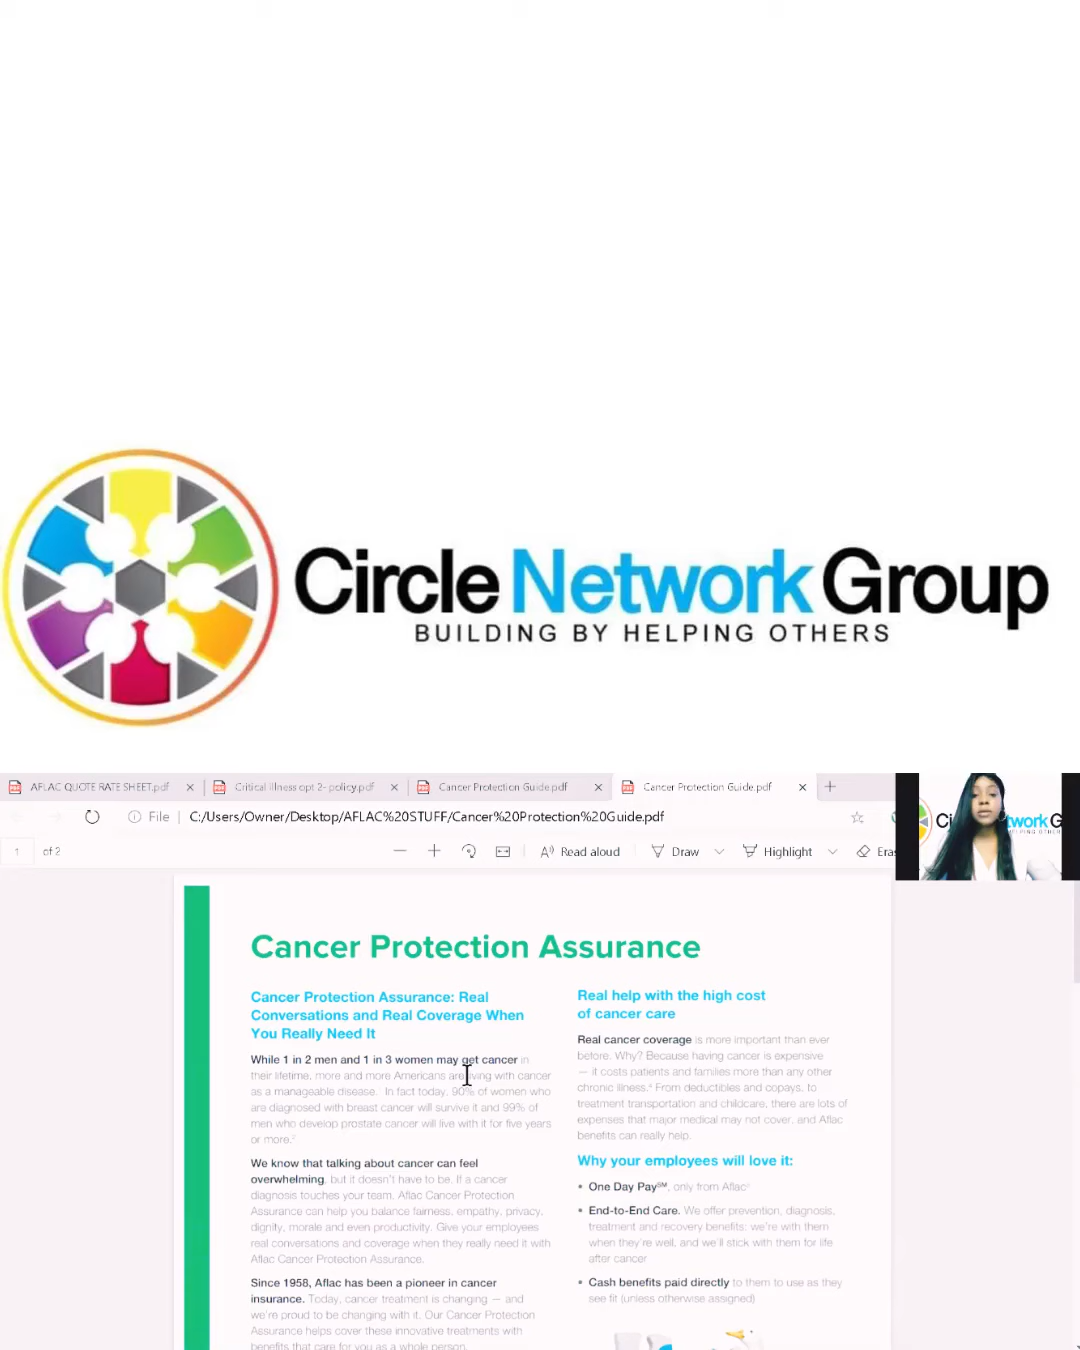 Circle Network Group
BUILDING BY HELPING OTHERS
AFLAC QUOTE RATE SHEET.pdf
Critical Illness opt 2- policy.pdf
Cancer Protection Guide.pdf
Cancer Protection Guide.pdf
File
C:/Users/Owner/Desktop/AFLAC%20STUFF/Cancer%20Protection%20Guide.pdf
1 of 2
Read aloud
Draw
Highlight
Eras
Ci twork G
Cancer Protection Assurance
Cancer Protection Assurance: Real
Conversations and Real Coverage When
You Really Need It
While 1 in 2 men and 1 in 3 women may get cancer in
their lifetime, more and more Americans are living with cancer
as a manageable disease. In fact today, 90% of women who
are diagnosed with breast cancer will survive it and 99% of
men who develop prostate cancer will live with it for five years
or more.
We know that talking about cancer can feel
overwhelming, but it doesn't have to be. If a cancer
diagnosis touches your team, Aflac Cancer Protection
Assurance can help you balance fairness, empathy, privacy,
dignity, morale and even productivity. Give your employees
real conversations and coverage when they really need it with
Aflac Cancer Protection Assurance.
Since 1958, Aflac has been a pioneer in cancer
insurance. Today, cancer treatment is changing — and
we're proud to be changing with it. Our Cancer Protection
Assurance helps cover these innovative treatments with
benefits that care for you as a whole person.
Real help with the high cost
of cancer care
Real cancer coverage is more important than ever
before. Why? Because having cancer is expensive
— it costs patients and families more than any other
chronic illness.⁴ From deductibles and copays, to
treatment transportation and childcare, there are lots of
expenses that major medical may not cover, and Aflac
benefits can really help.
Why your employees will love it:
• One Day Pay℠, only from Aflac
• End-to-End Care. We offer prevention, diagnosis,
treatment and recovery benefits: we're with them
when they're well, and we'll stick with them for life
after cancer
• Cash benefits paid directly to them to use as they
see fit (unless otherwise assigned)